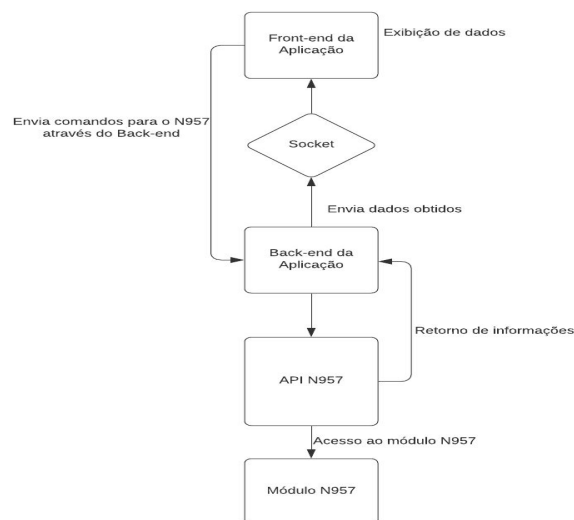 Front-end da
Aplicação
Exibição de dados
Envia comandos para o N957
através do Back-end
Socket
Envia dados obtidos
Back-end da
Aplicação
Retorno de informações
API N957
Acesso ao módulo N957
Módulo N957